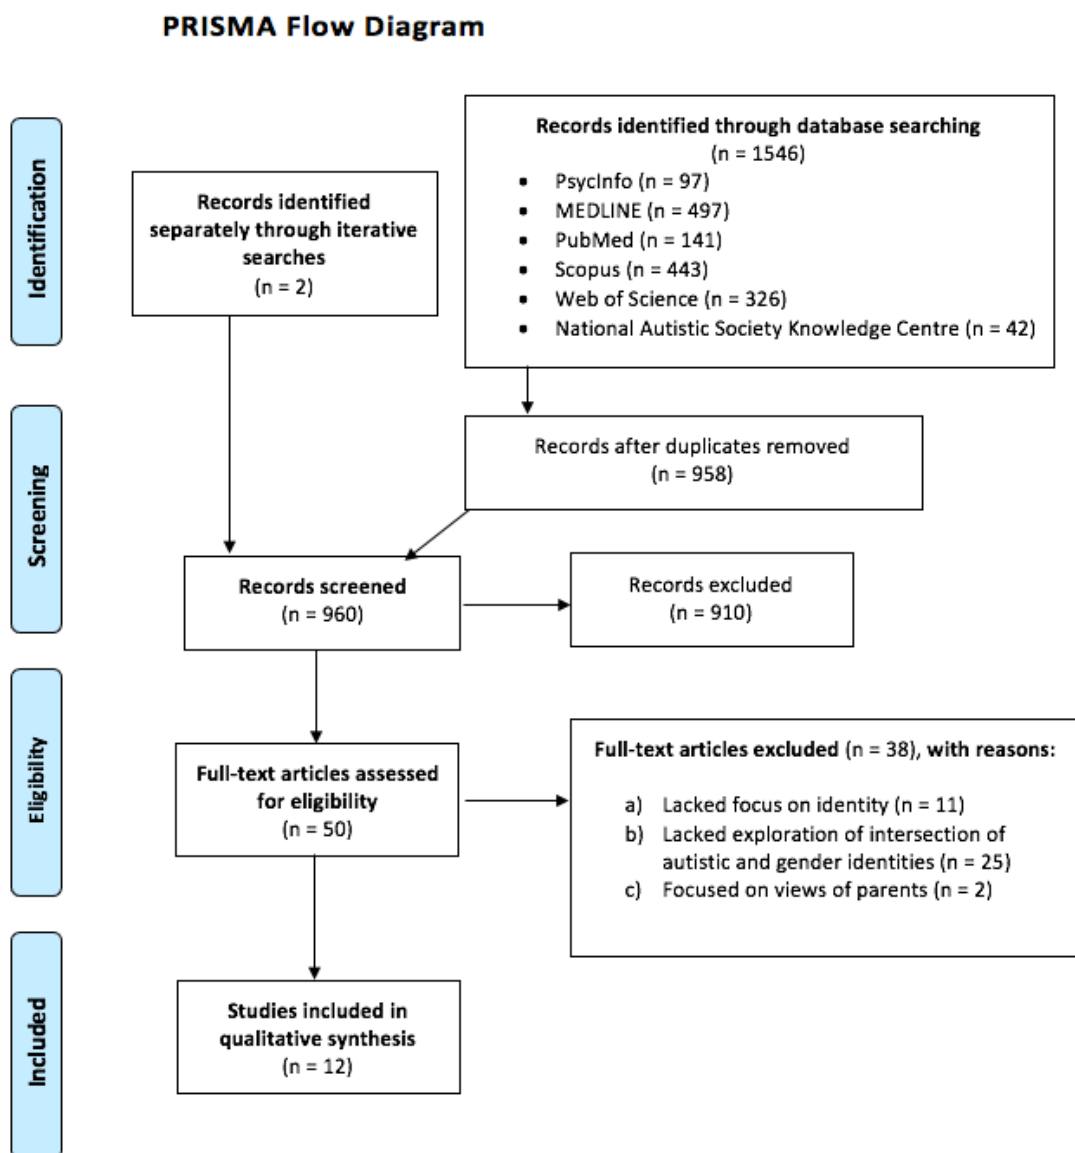 PRISMA Flow Diagram
Identification
Records identified
separately through iterative
searches
(n = 2)
Records identified through database searching
(n = 1546)
▪ PsycInfo (n = 97)
▪ MEDLINE (n = 497)
▪ PubMed (n = 141)
▪ Scopus (n = 443)
▪ Web of Science (n = 326)
▪ National Autistic Society Knowledge Centre (n = 42)
Screening
Records after duplicates removed
(n = 958)
Records screened
(n = 960)
Records excluded
(n = 910)
Eligibility
Full-text articles assessed
for eligibility
(n = 50)
Full-text articles excluded (n = 38), with reasons:
a) Lacked focus on identity (n = 11)
b) Lacked exploration of intersection of
autistic and gender identities (n = 25)
c) Focused on views of parents (n = 2)
Included
Studies included in
qualitative synthesis
(n = 12)